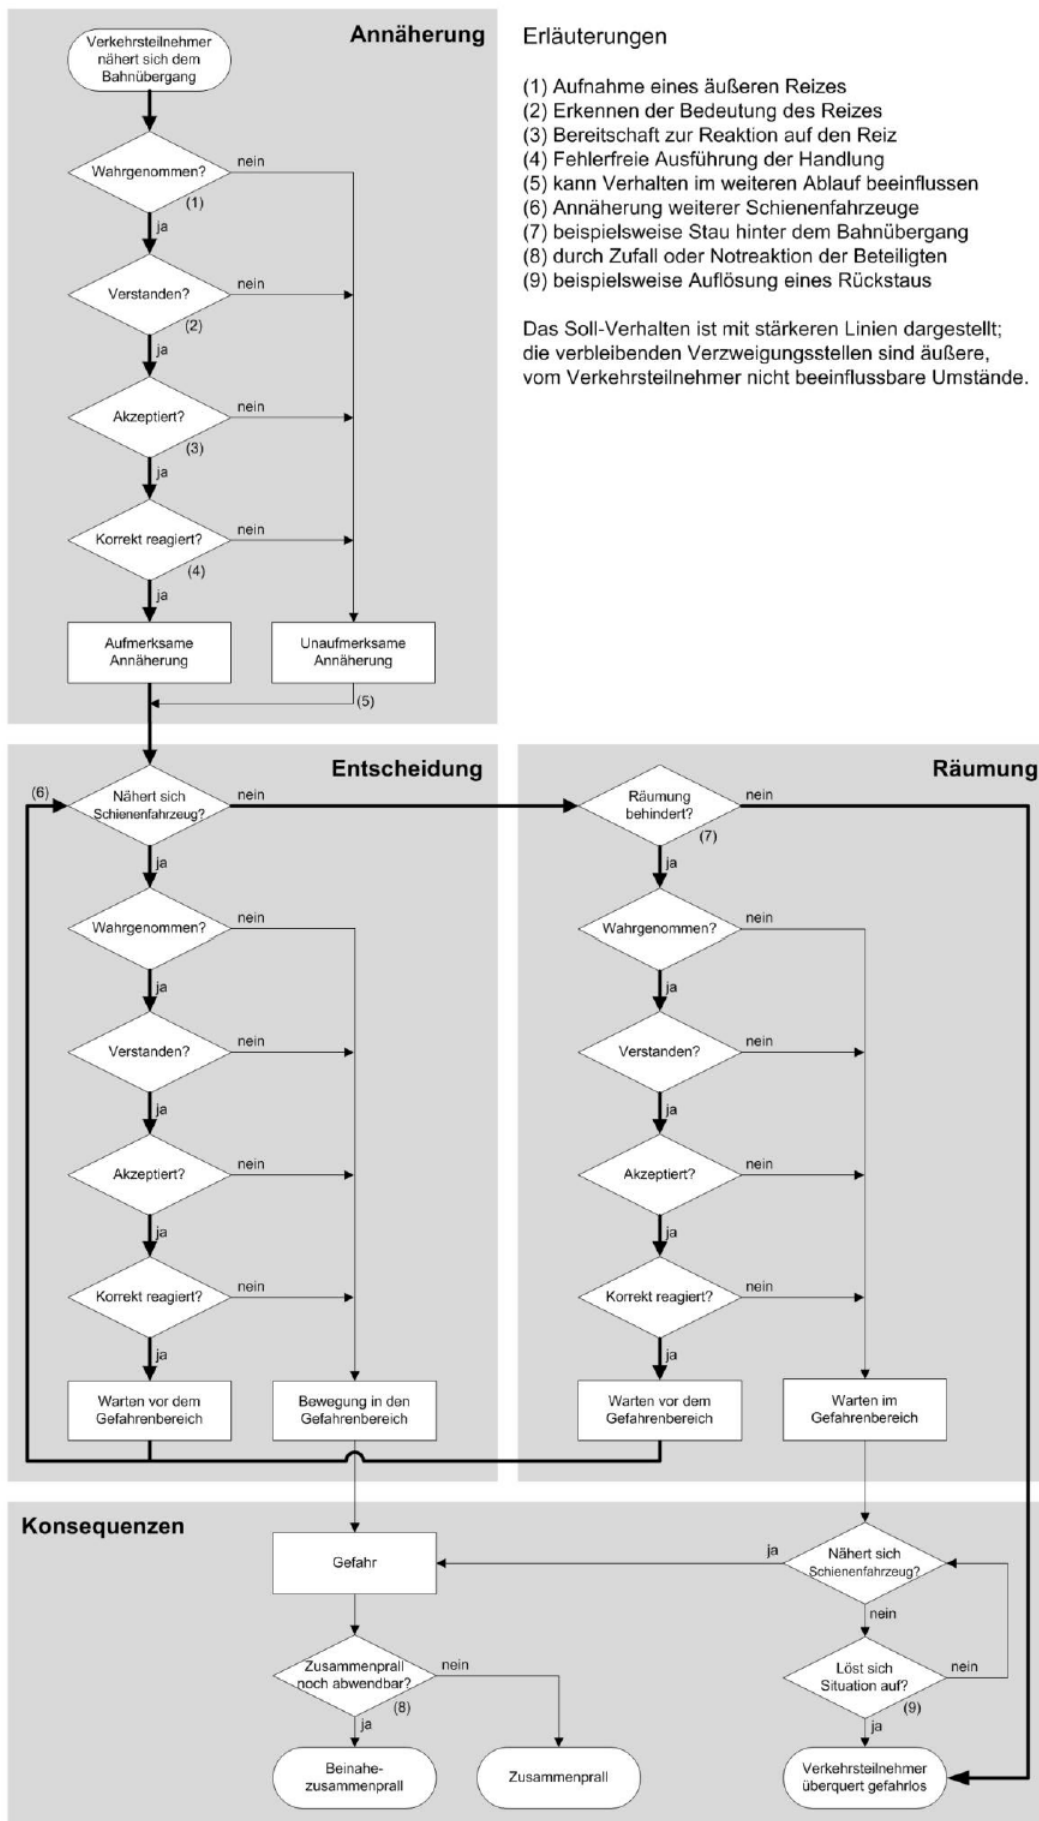 Annäherung
Verkehrsteilnehmer
nähert sich dem
Bahnübergang
Wahrgenommen?
nein
(1)
ja
Verstanden?
nein
(2)
ja
Akzeptiert?
nein
(3)
ja
Korrekt reagiert?
nein
(4)
ja
Aufmerksame
Annäherung
Unaufmerksame
Annäherung
(5)
Erläuterungen
(1) Aufnahme eines äußeren Reizes
(2) Erkennen der Bedeutung des Reizes
(3) Bereitschaft zur Reaktion auf den Reiz
(4) Fehlerfreie Ausführung der Handlung
(5) kann Verhalten im weiteren Ablauf beeinflussen
(6) Annäherung weiterer Schienenfahrzeuge
(7) beispielsweise Stau hinter dem Bahnübergang
(8) durch Zufall oder Notreaktion der Beteiligten
(9) beispielsweise Auflösung eines Rückstaus
Das Soll-Verhalten ist mit stärkeren Linien dargestellt;
die verbleibenden Verzweigungsstellen sind äußere,
vom Verkehrsteilnehmer nicht beeinflussbare Umstände.
Entscheidung
(6)
Nähert sich
Schienenfahrzeug?
nein
ja
Wahrgenommen?
nein
ja
Verstanden?
nein
ja
Akzeptiert?
nein
ja
Korrekt reagiert?
nein
ja
Warten vor dem
Gefahrenbereich
Bewegung in den
Gefahrenbereich
Räumung
Räumung
behindert?
nein
(7)
ja
Wahrgenommen?
nein
ja
Verstanden?
nein
ja
Akzeptiert?
nein
ja
Korrekt reagiert?
nein
ja
Warten vor dem
Gefahrenbereich
Warten im
Gefahrenbereich
Konsequenzen
Gefahr
ja
Nähert sich
Schienenfahrzeug?
nein
Zusammenprall
noch abwendbar?
nein
(8)
ja
Löst sich
Situation auf?
nein
(9)
ja
Beinahe-
zusammenprall
Zusammenprall
Verkehrsteilnehmer
überquert gefahrlos